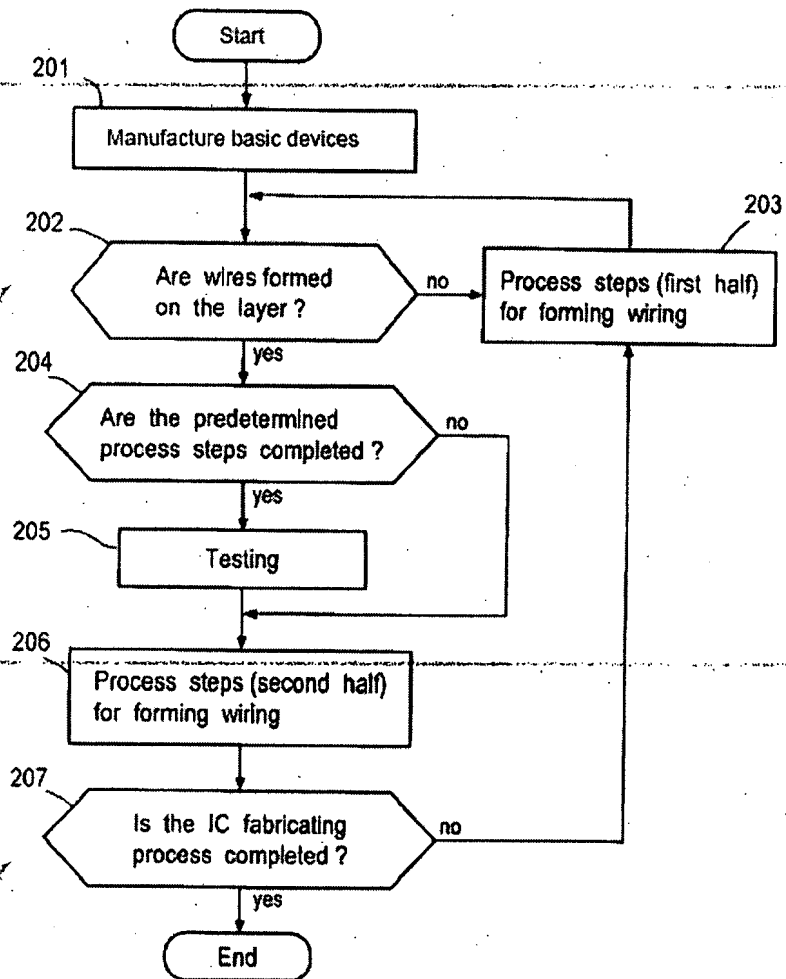 Start
201
Manufacture basic devices
202
203
Are wires formed
on the layer ?
no
Process steps (first half)
for forming wiring
yes
204
Are the predetermined
process steps completed ?
no
yes
205
Testing
206
Process steps (second half)
for forming wiring
207
Is the IC fabricating
process completed ?
no
yes
End